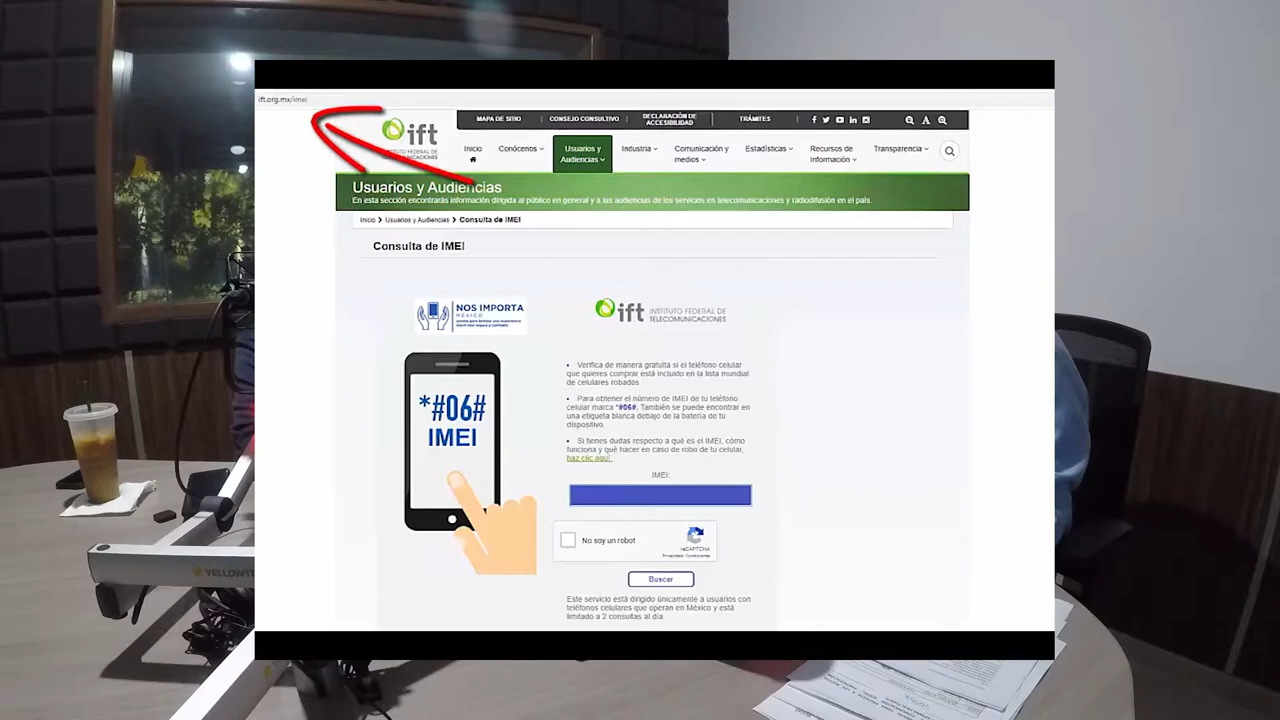 ift.org.mx/imei
MAPA DE SITIO | CONSEJO CONSULTIVO | DECLARACIÓN DE ACCESIBILIDAD | TRÁMITES
ift
INSTITUTO FEDERAL DE
TELECOMUNICACIONES
Inicio
Conócenos
Usuarios y
Audiencias
Industria
Comunicación y
medios
Estadísticas
Recursos de
Información
Transparencia
Usuarios y Audiencias
En esta sección encontrarás información dirigida al público en general y a las audiencias de los servicios en telecomunicaciones y radiodifusión en el país.
Inicio > Usuarios y Audiencias > Consulta de IMEI
Consulta de IMEI
NOS IMPORTA
MÉXICO
ift INSTITUTO FEDERAL DE
TELECOMUNICACIONES
*#06#
IMEI
• Verifica de manera gratuita si el teléfono celular
que quieres comprar está incluido en la lista mundial
de celulares robados
• Para obtener el número de IMEI de tu teléfono
celular marca *#06#. También se puede encontrar en
una etiqueta blanca debajo de la batería de tu
dispositivo.
• Si tienes dudas respecto a qué es el IMEI, cómo
funciona y qué hacer en caso de robo de tu celular,
haz clic aquí.
IMEI:
No soy un robot
reCAPTCHA
Privacidad - Condiciones
Buscar
Este servicio está dirigido únicamente a usuarios con
teléfonos celulares que operan en México y está
limitado a 2 consultas al día.
YELLOWTE